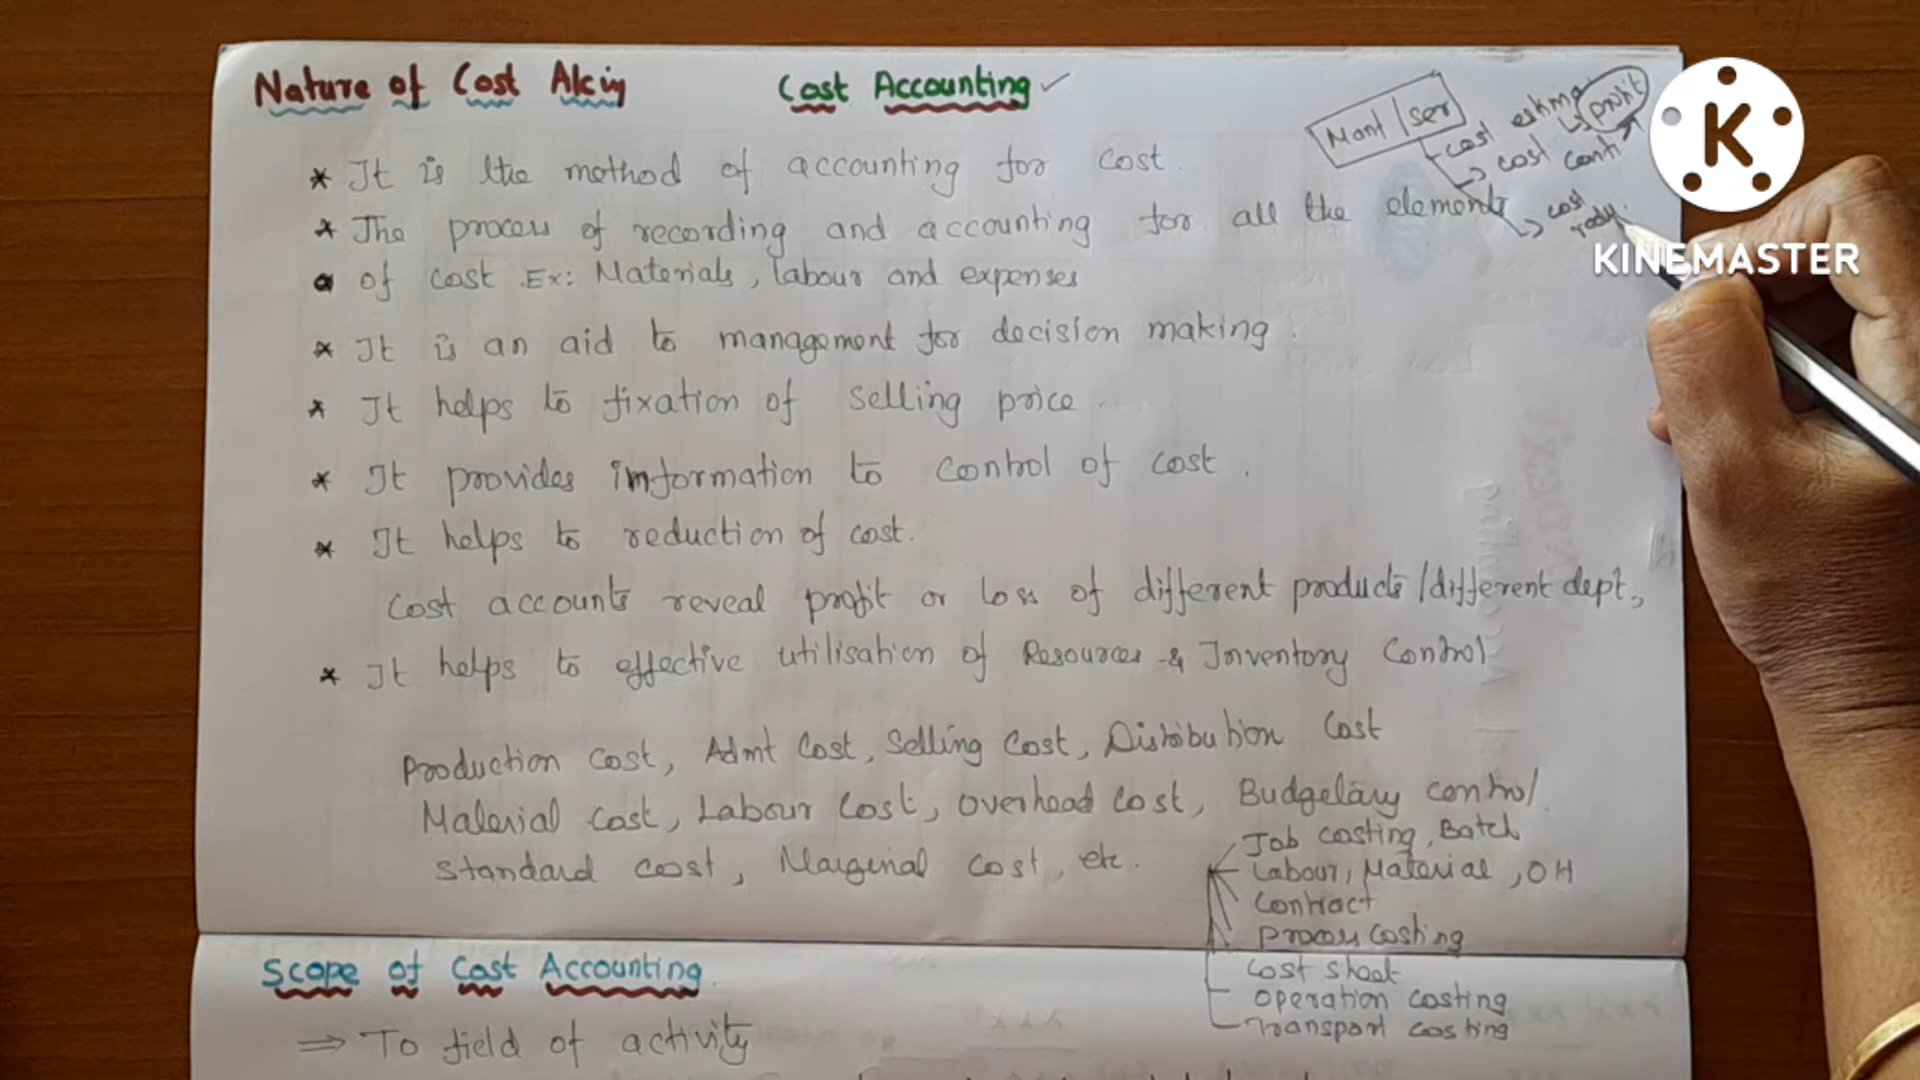 Nature of Cost A/cing
Cost Accounting
Manf/ser
cost estima
profit
cost cont
cost redu.
K
KINEMASTER
* It is the method of accounting for cost.
* The process of recording and accounting for all the elements
of cost. Ex: Materials, labour and expenses
* It is an aid to management for decision making.
* It helps to fixation of selling price
* It provides information to control of cost.
* It helps to reduction of cost.
Cost accounts reveal profit or loss of different products/different dept,
* It helps to effective utilisation of Resources & Inventory Control
Production Cost, Admt Cost, Selling Cost, Distribution Cost
Material Cost, Labour Cost, Overhead cost, Budgetary control.
Standard cost, Marginal cost, etc.
Job costing, Batch
Labour, Material, OH
Contract
Process Costing
Cost sheet
Operation costing
Transport costing
Scope of Cost Accounting.
⇒ To field of activity